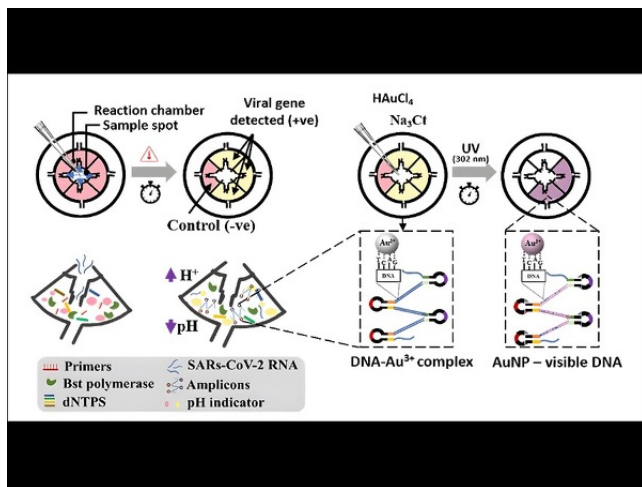 Reaction chamber
Sample spot
Viral gene
detected (+ve)
Control (-ve)
HAuCl4
Na3Ct
UV
(302 nm)
H+
pH
Au3+
DNA
DNA-Au3+ complex
DNA
AuNP – visible DNA
Primers
Bst polymerase
dNTPS
SARs-CoV-2 RNA
Amplicons
pH indicator